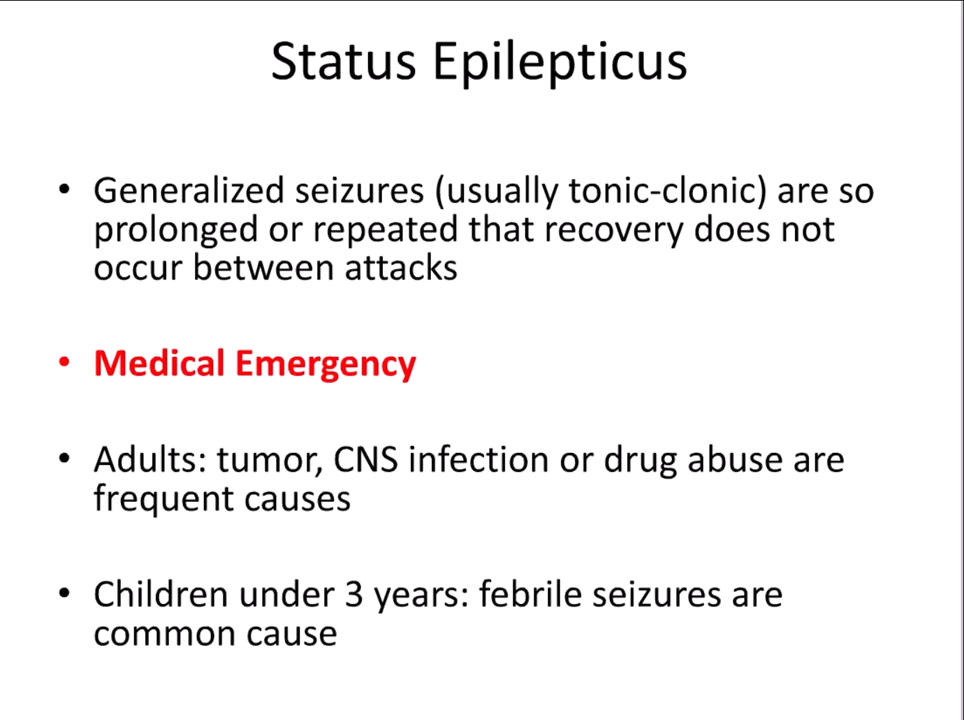 Status Epilepticus
• Generalized seizures (usually tonic-clonic) are so
prolonged or repeated that recovery does not
occur between attacks
• Medical Emergency
• Adults: tumor, CNS infection or drug abuse are
frequent causes
• Children under 3 years: febrile seizures are
common cause